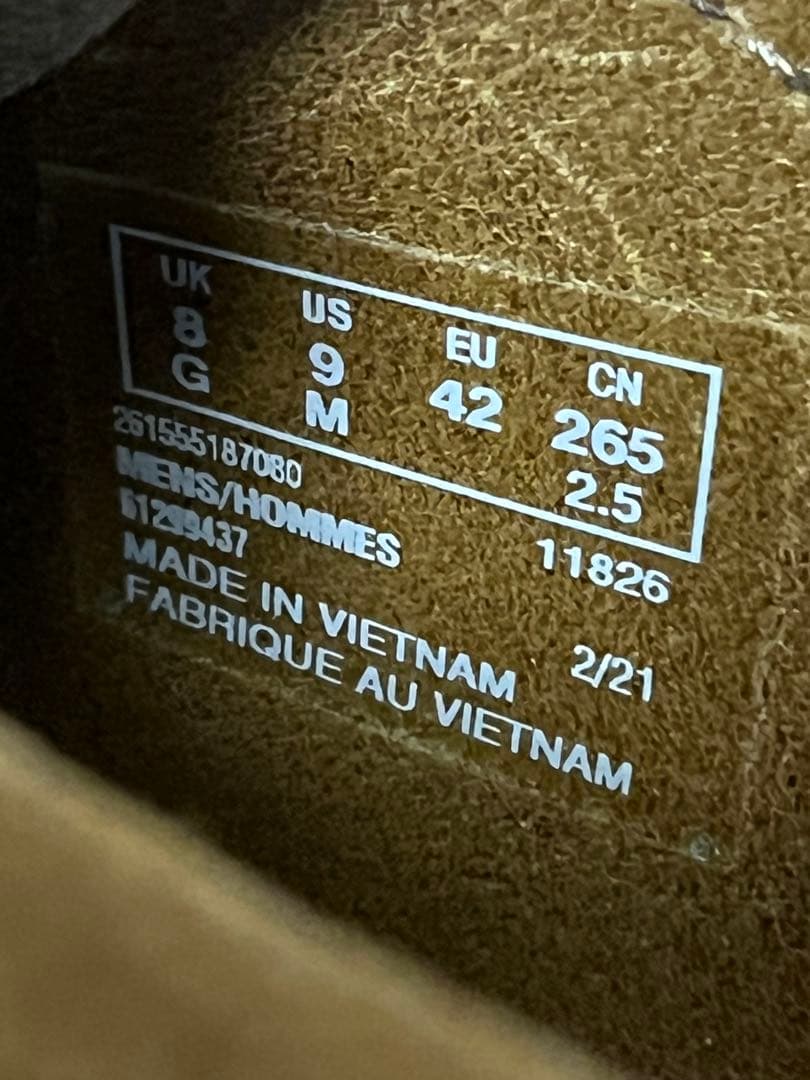 UK US EU CN
8 9 42 265
G M 2.5
261555187080
MENS/HOMMES 11826
61299437
MADE IN VIETNAM 2/21
FABRIQUE AU VIETNAM